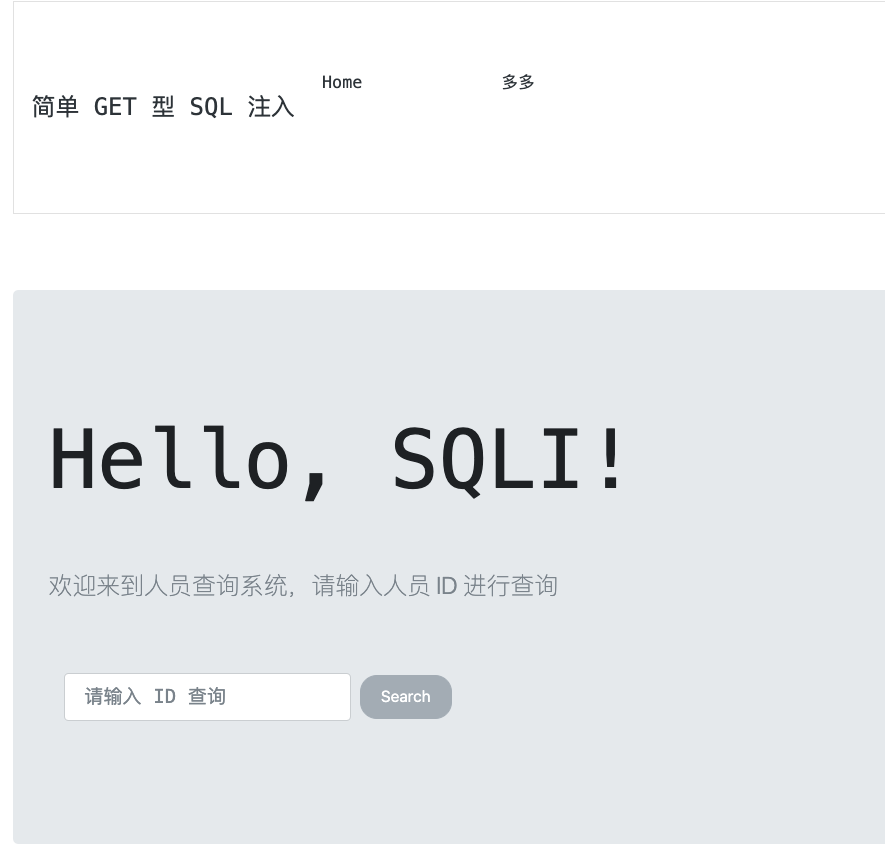 Home
多多
简单 GET 型 SQL 注入
Hello, SQLI!
欢迎来到人员查询系统，请输入人员 ID 进行查询
请输入 ID 查询
Search